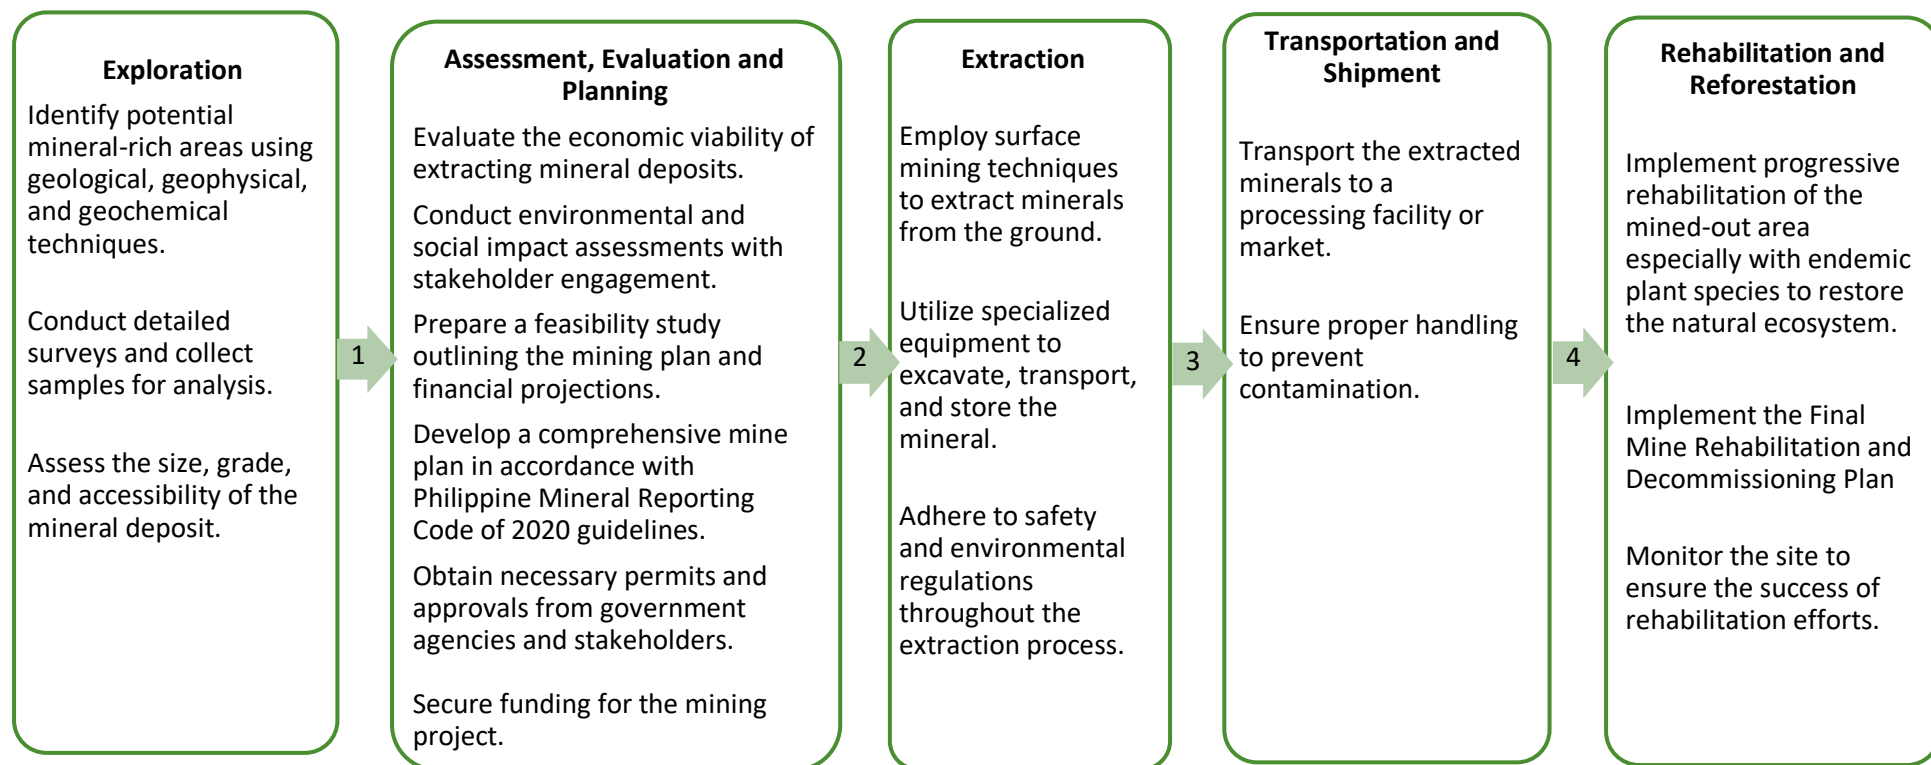 Exploration
Identify potential
mineral-rich areas using
geological, geophysical,
and geochemical
techniques.
Conduct detailed
surveys and collect
samples for analysis.
Assess the size, grade,
and accessibility of the
mineral deposit.
1
Assessment, Evaluation and
Planning
Evaluate the economic viability of
extracting mineral deposits.
Conduct environmental and
social impact assessments with
stakeholder engagement.
Prepare a feasibility study
outlining the mining plan and
financial projections.
Develop a comprehensive mine
plan in accordance with
Philippine Mineral Reporting
Code of 2020 guidelines.
Obtain necessary permits and
approvals from government
agencies and stakeholders.
Secure funding for the mining
project.
2
Extraction
Employ surface
mining techniques
to extract minerals
from the ground.
Utilize specialized
equipment to
excavate, transport,
and store the
mineral.
Adhere to safety
and environmental
regulations
throughout the
extraction process.
3
Transportation and
Shipment
Transport the extracted
minerals to a
processing facility or
market.
Ensure proper handling
to prevent
contamination.
4
Rehabilitation and
Reforestation
Implement progressive
rehabilitation of the
mined-out area
especially with endemic
plant species to restore
the natural ecosystem.
Implement the Final
Mine Rehabilitation and
Decommissioning Plan
Monitor the site to
ensure the success of
rehabilitation efforts.